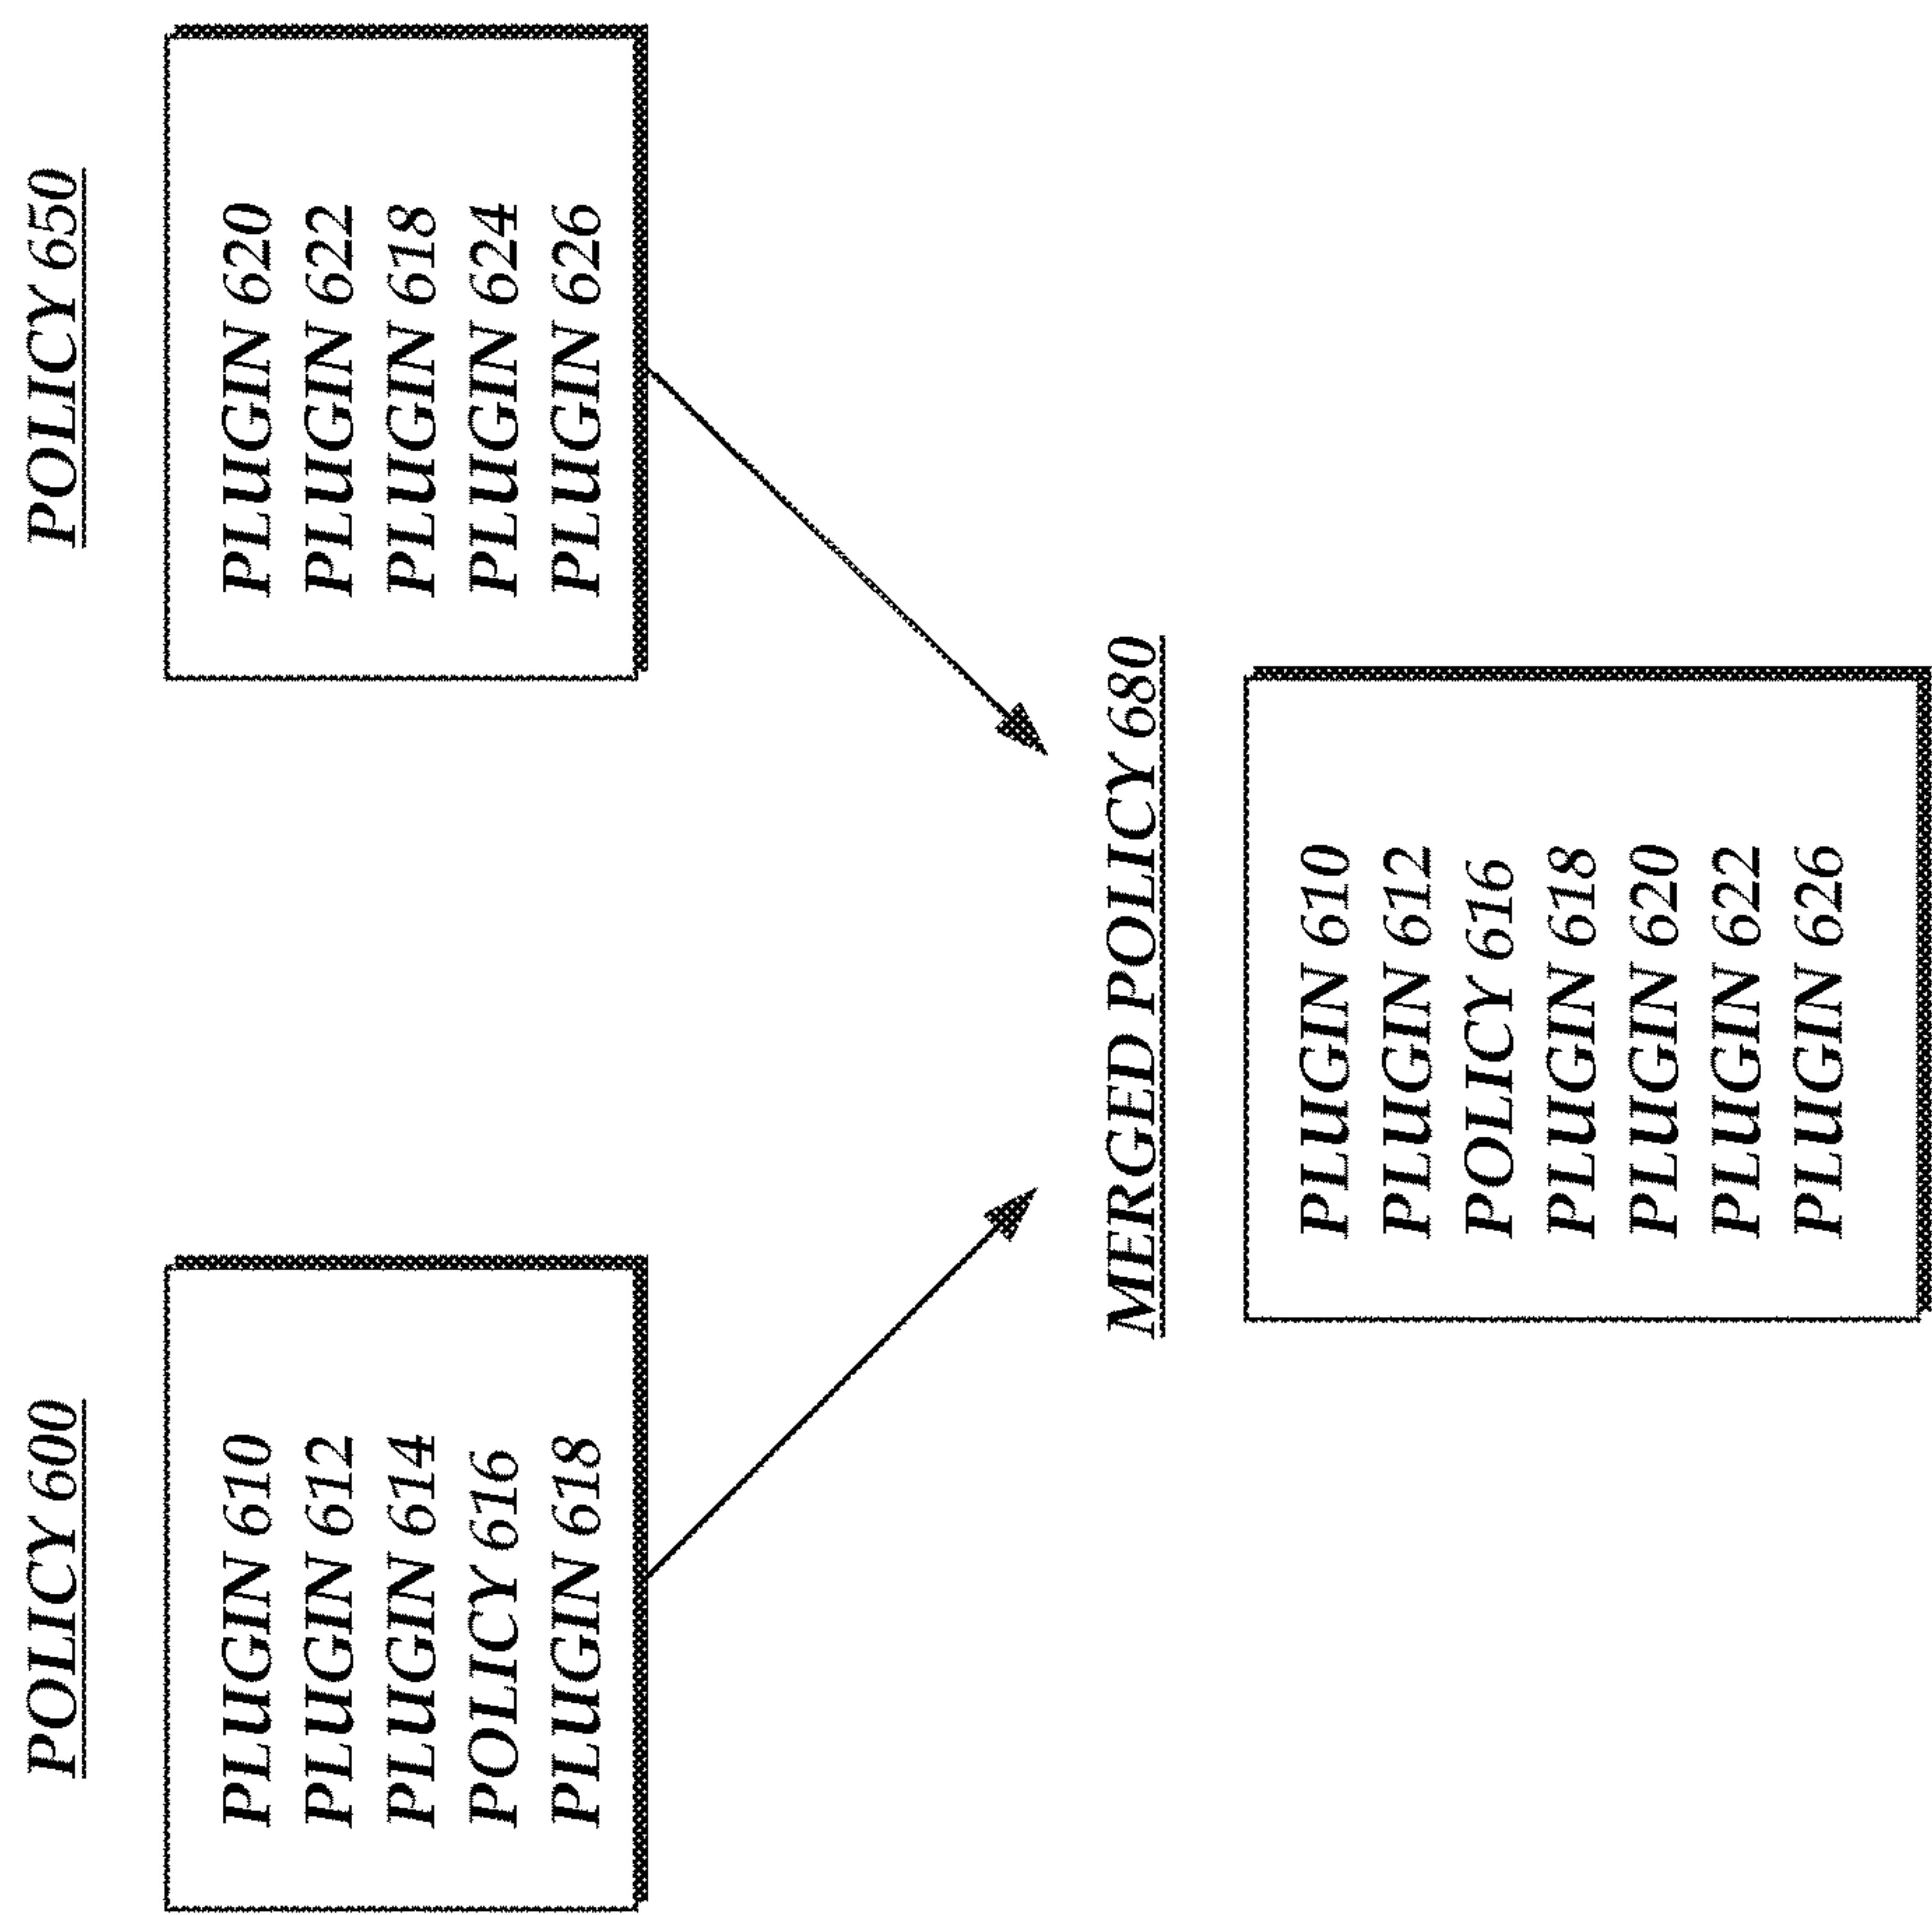 POLICY 600
PLUGIN 610
PLUGIN 612
PLUGIN 614
POLICY 616
PLUGIN 618
POLICY 650
PLUGIN 620
PLUGIN 622
PLUGIN 618
PLUGIN 624
PLUGIN 626
MERGED POLICY 680
PLUGIN 610
PLUGIN 612
POLICY 616
PLUGIN 618
PLUGIN 620
PLUGIN 622
PLUGIN 626